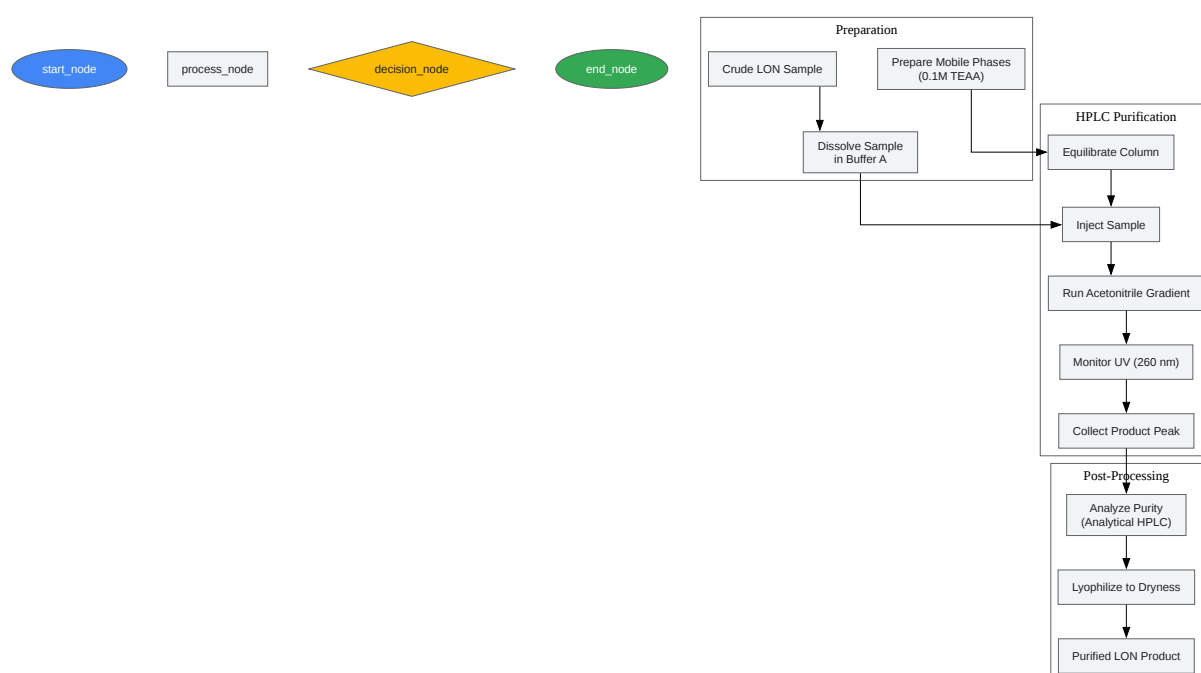 start_node
process_node
decision_node
end_node
Preparation
Crude LON Sample
Prepare Mobile Phases
(0.1M TEAA)
Dissolve Sample
in Buffer A
HPLC Purification
Equilibrate Column
Inject Sample
Run Acetonitrile Gradient
Monitor UV (260 nm)
Collect Product Peak
Post-Processing
Analyze Purity
(Analytical HPLC)
Lyophilize to Dryness
Purified LON Product